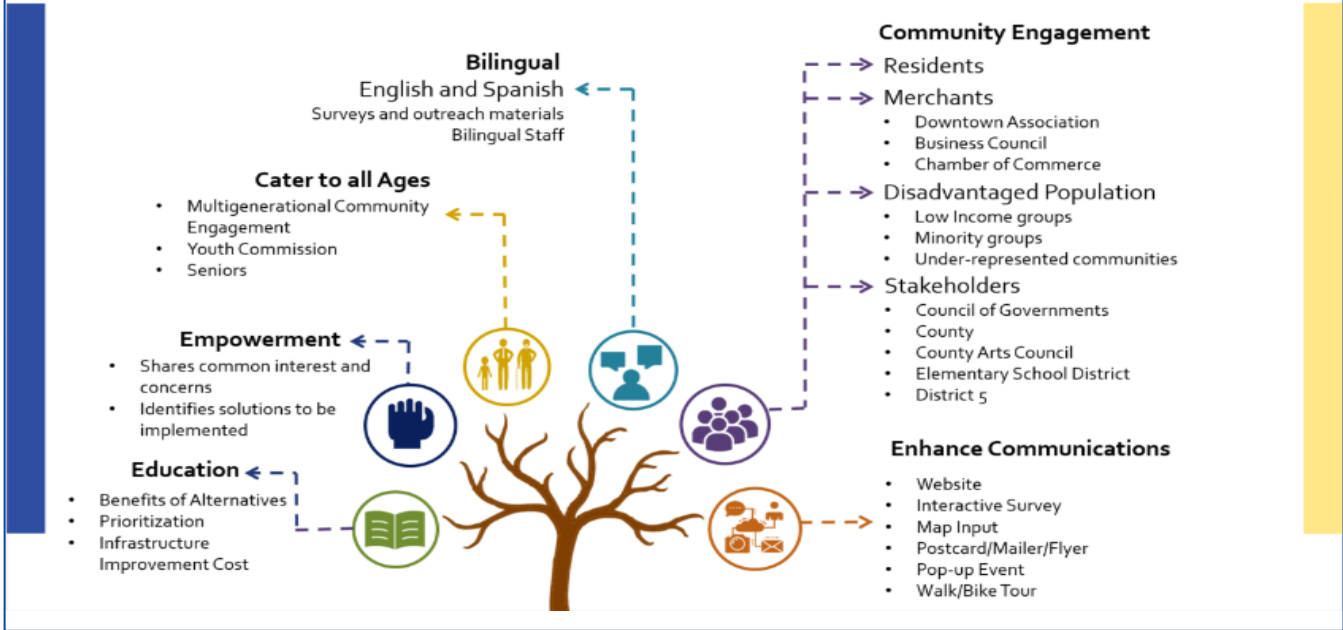 Bilingual
English and Spanish
Surveys and outreach materials
Bilingual Staff
Cater to all Ages
• Multigenerational Community
Engagement
• Youth Commission
• Seniors
Empowerment
• Shares common interest and
concerns
• Identifies solutions to be
implemented
Education
• Benefits of Alternatives
• Prioritization
• Infrastructure
Improvement Cost
Community Engagement
Residents
Merchants
• Downtown Association
• Business Council
• Chamber of Commerce
Disadvantaged Population
• Low Income groups
• Minority groups
• Under-represented communities
Stakeholders
• Council of Governments
• County
• County Arts Council
• Elementary School District
• District 5
Enhance Communications
• Website
• Interactive Survey
• Map Input
• Postcard/Mailer/Flyer
• Pop-up Event
• Walk/Bike Tour